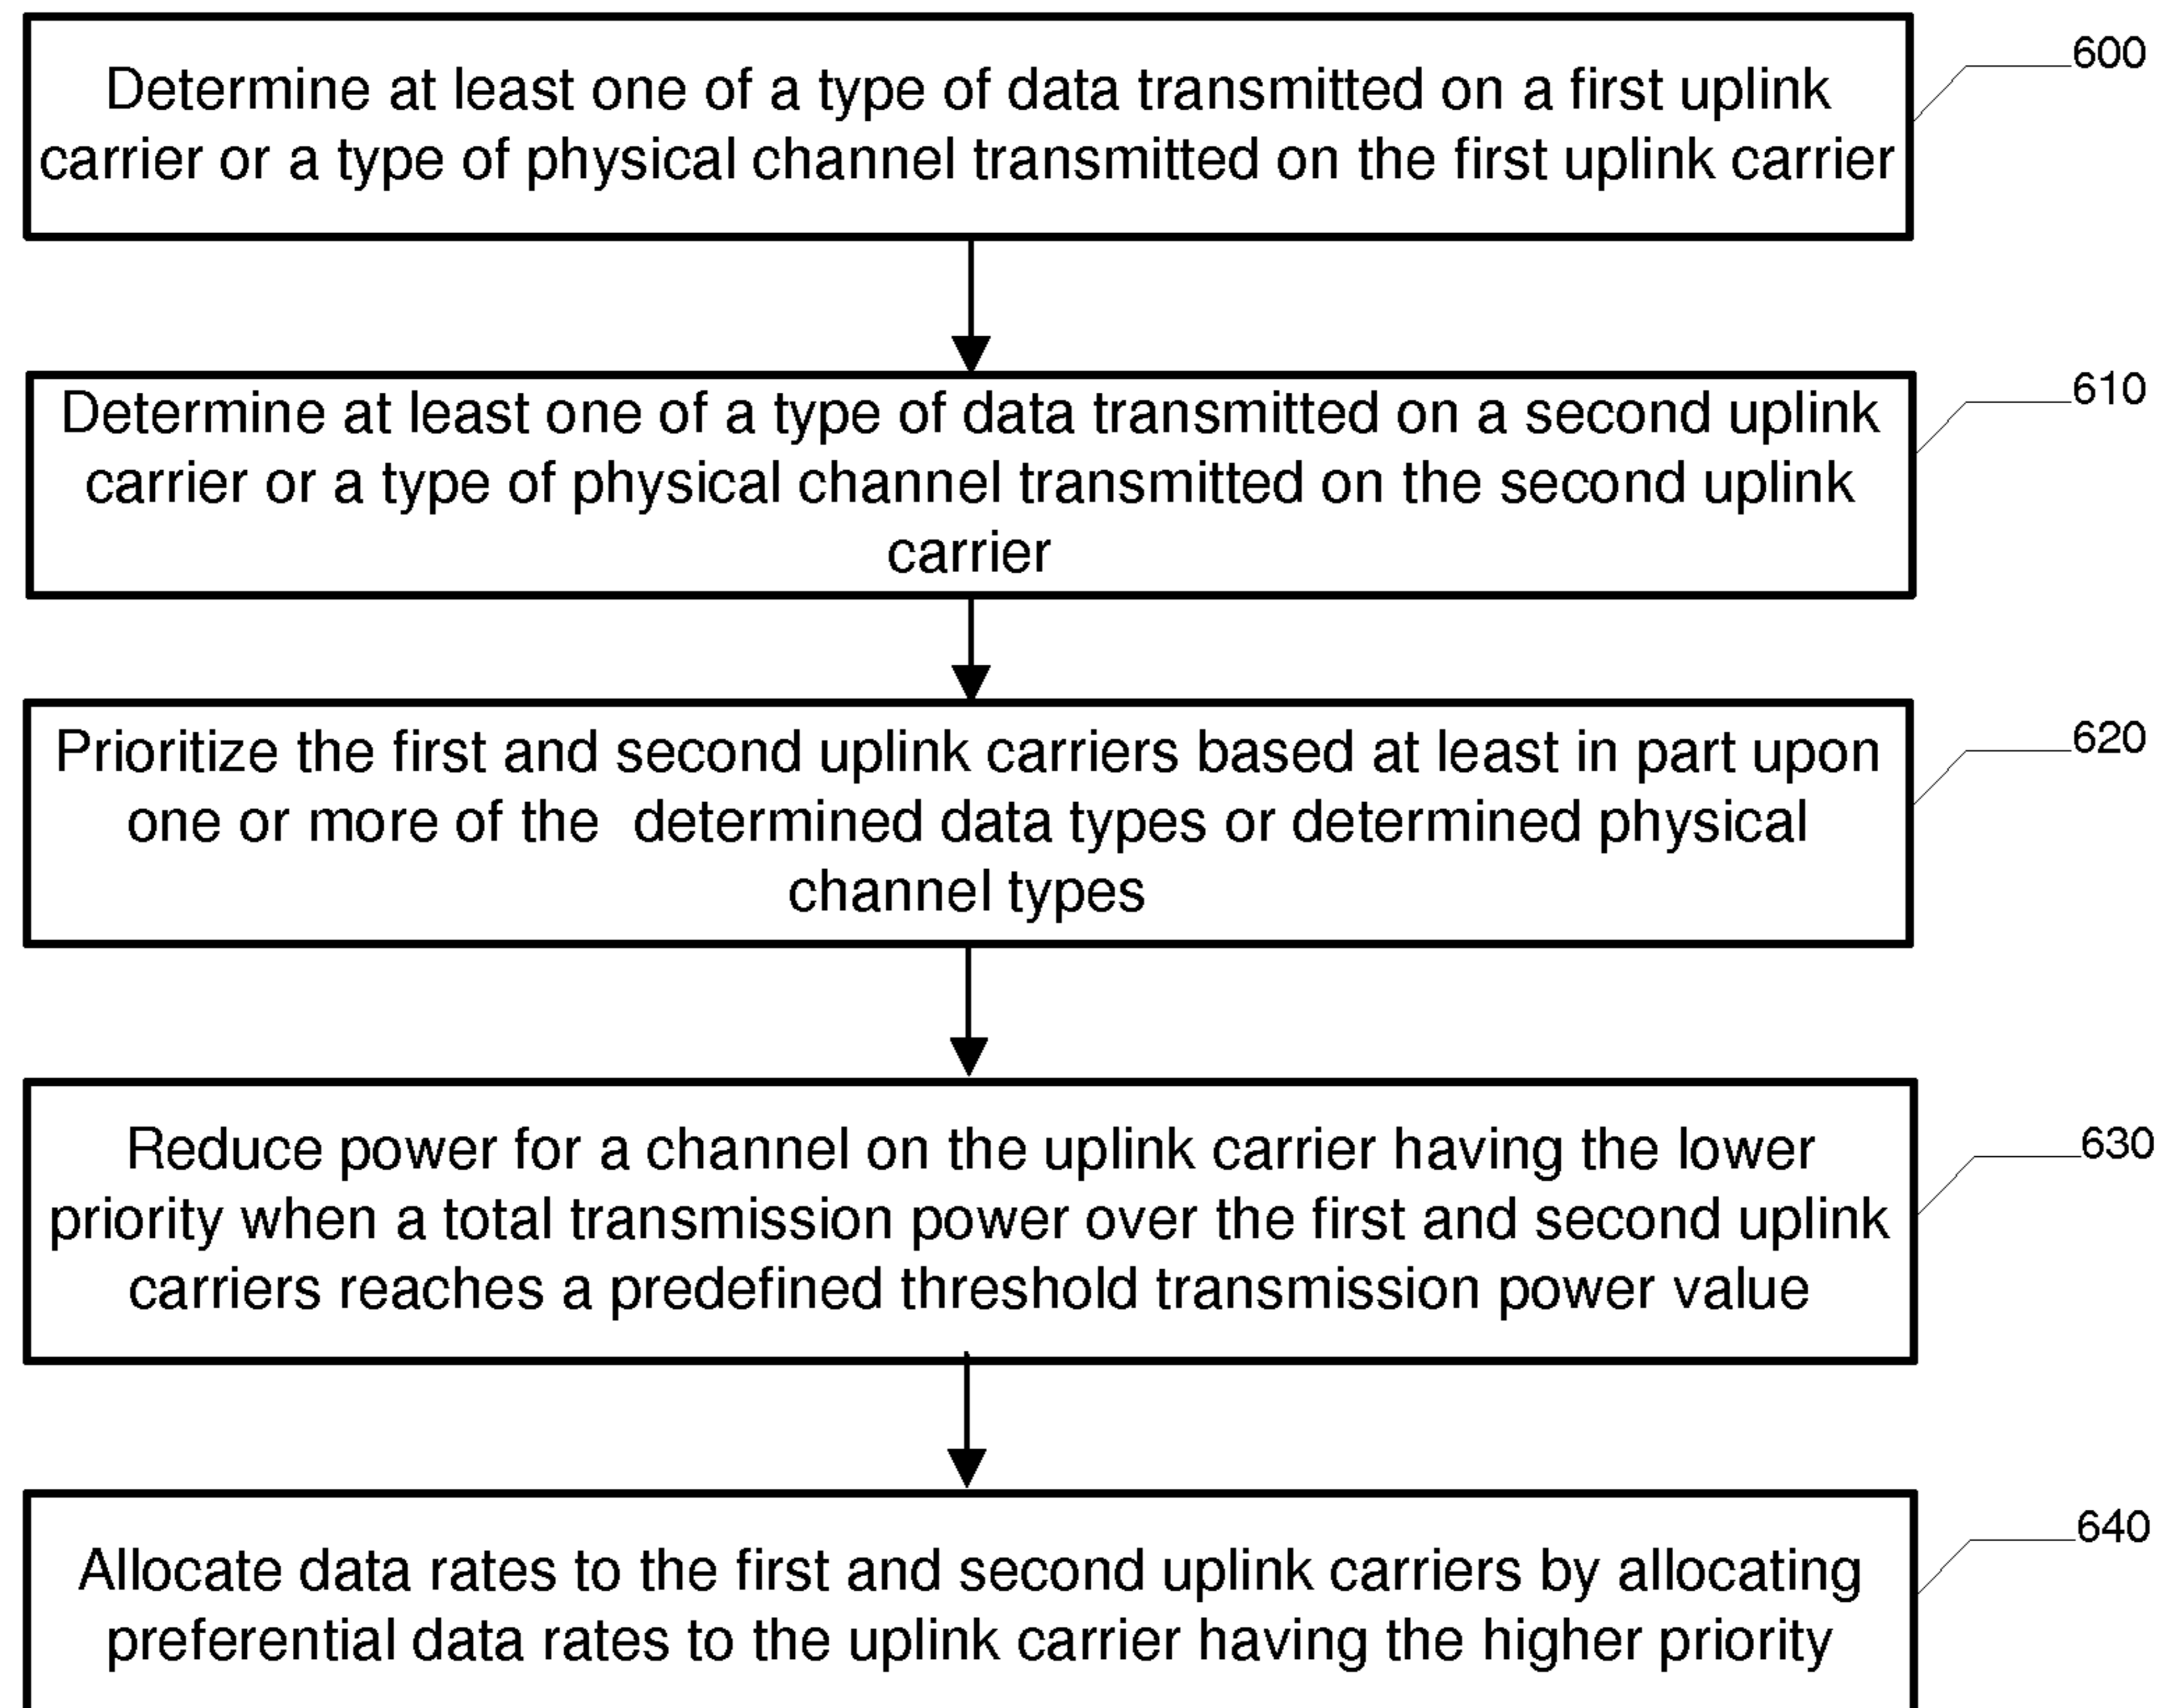 Determine at least one of a type of data transmitted on a first uplink
carrier or a type of physical channel transmitted on the first uplink carrier
600
Determine at least one of a type of data transmitted on a second uplink
carrier or a type of physical channel transmitted on the second uplink
carrier
610
Prioritize the first and second uplink carriers based at least in part upon
one or more of the  determined data types or determined physical
channel types
620
Reduce power for a channel on the uplink carrier having the lower
priority when a total transmission power over the first and second uplink
carriers reaches a predefined threshold transmission power value
630
Allocate data rates to the first and second uplink carriers by allocating
preferential data rates to the uplink carrier having the higher priority
640